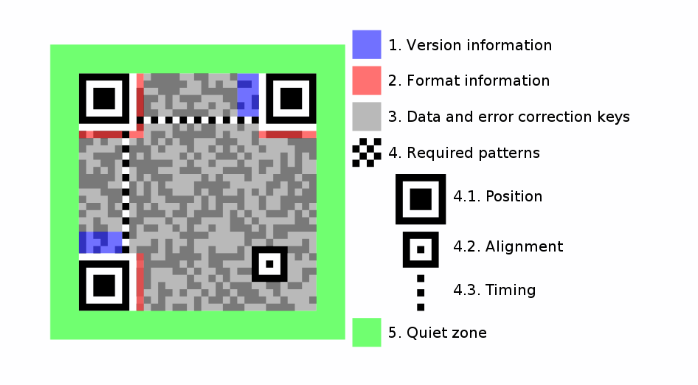 1. Version information
2. Format information
3. Data and error correction keys
4. Required patterns
4.1. Position
4.2. Alignment
4.3. Timing
5. Quiet zone